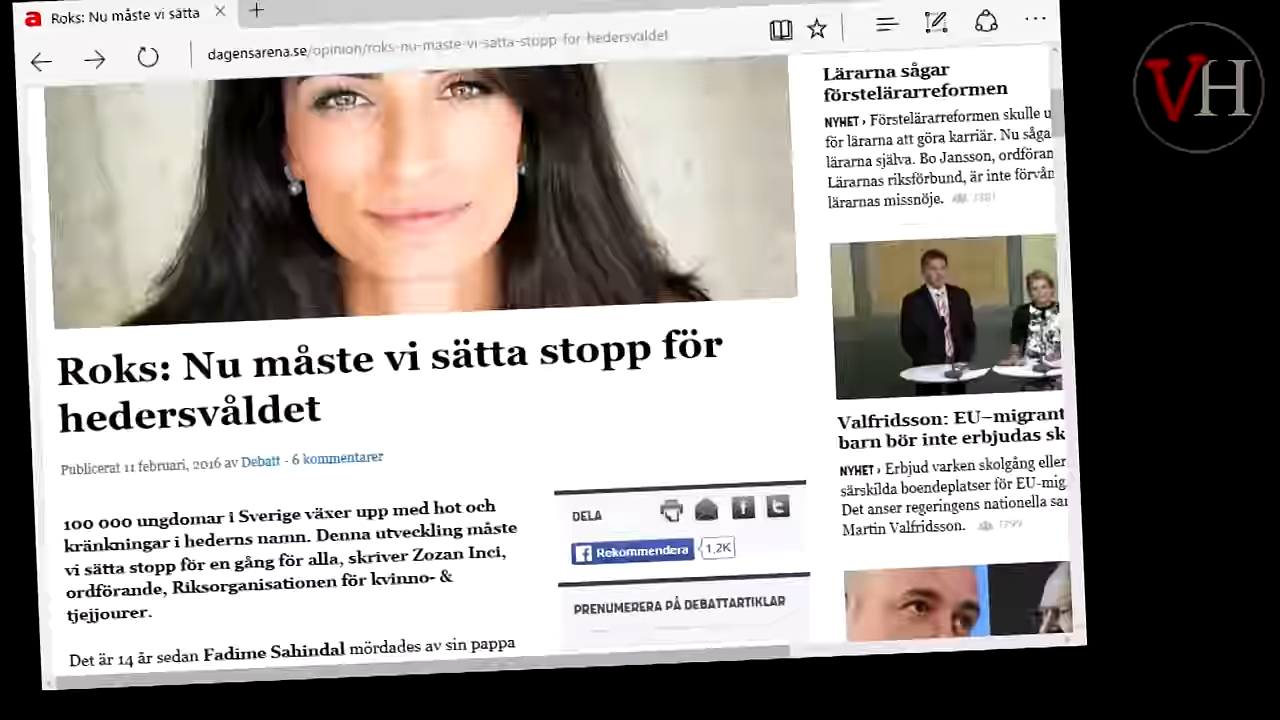 Roks: Nu måste vi sätta
dagensarena.se/opinion/roks-nu-maste-vi-satta-stopp-for-hedersvaldet
VH
Roks: Nu måste vi sätta stopp för
hedersvåldet
Publicerat 11 februari, 2016 av Debatt - 6 kommentarer
100 000 ungdomar i Sverige växer upp med hot och
kränkningar i hederns namn. Denna utveckling måste
vi sätta stopp för en gång för alla, skriver Zozan Inci,
ordförande, Riksorganisationen för kvinno- &
tjejjourer.
Det är 14 år sedan Fadime Sahindal mördades av sin pappa
DELA
Rekommendera 1,2K
PRENUMERERA PÅ DEBATTARTIKLAR
Lärarna sågar
förstelärarreformen
NYHET › Förstelärarreformen skulle u
för lärarna att göra karriär. Nu såga
lärarna själva. Bo Jansson, ordföran
Lärarnas riksförbund, är inte förvån
lärarnas missnöje.
Valfridsson: EU–migrant
barn bör inte erbjudas sk
NYHET › Erbjud varken skolgång eller
särskilda boendeplatser för EU-mig
Det anser regeringens nationella sam
Martin Valfridsson. 1799